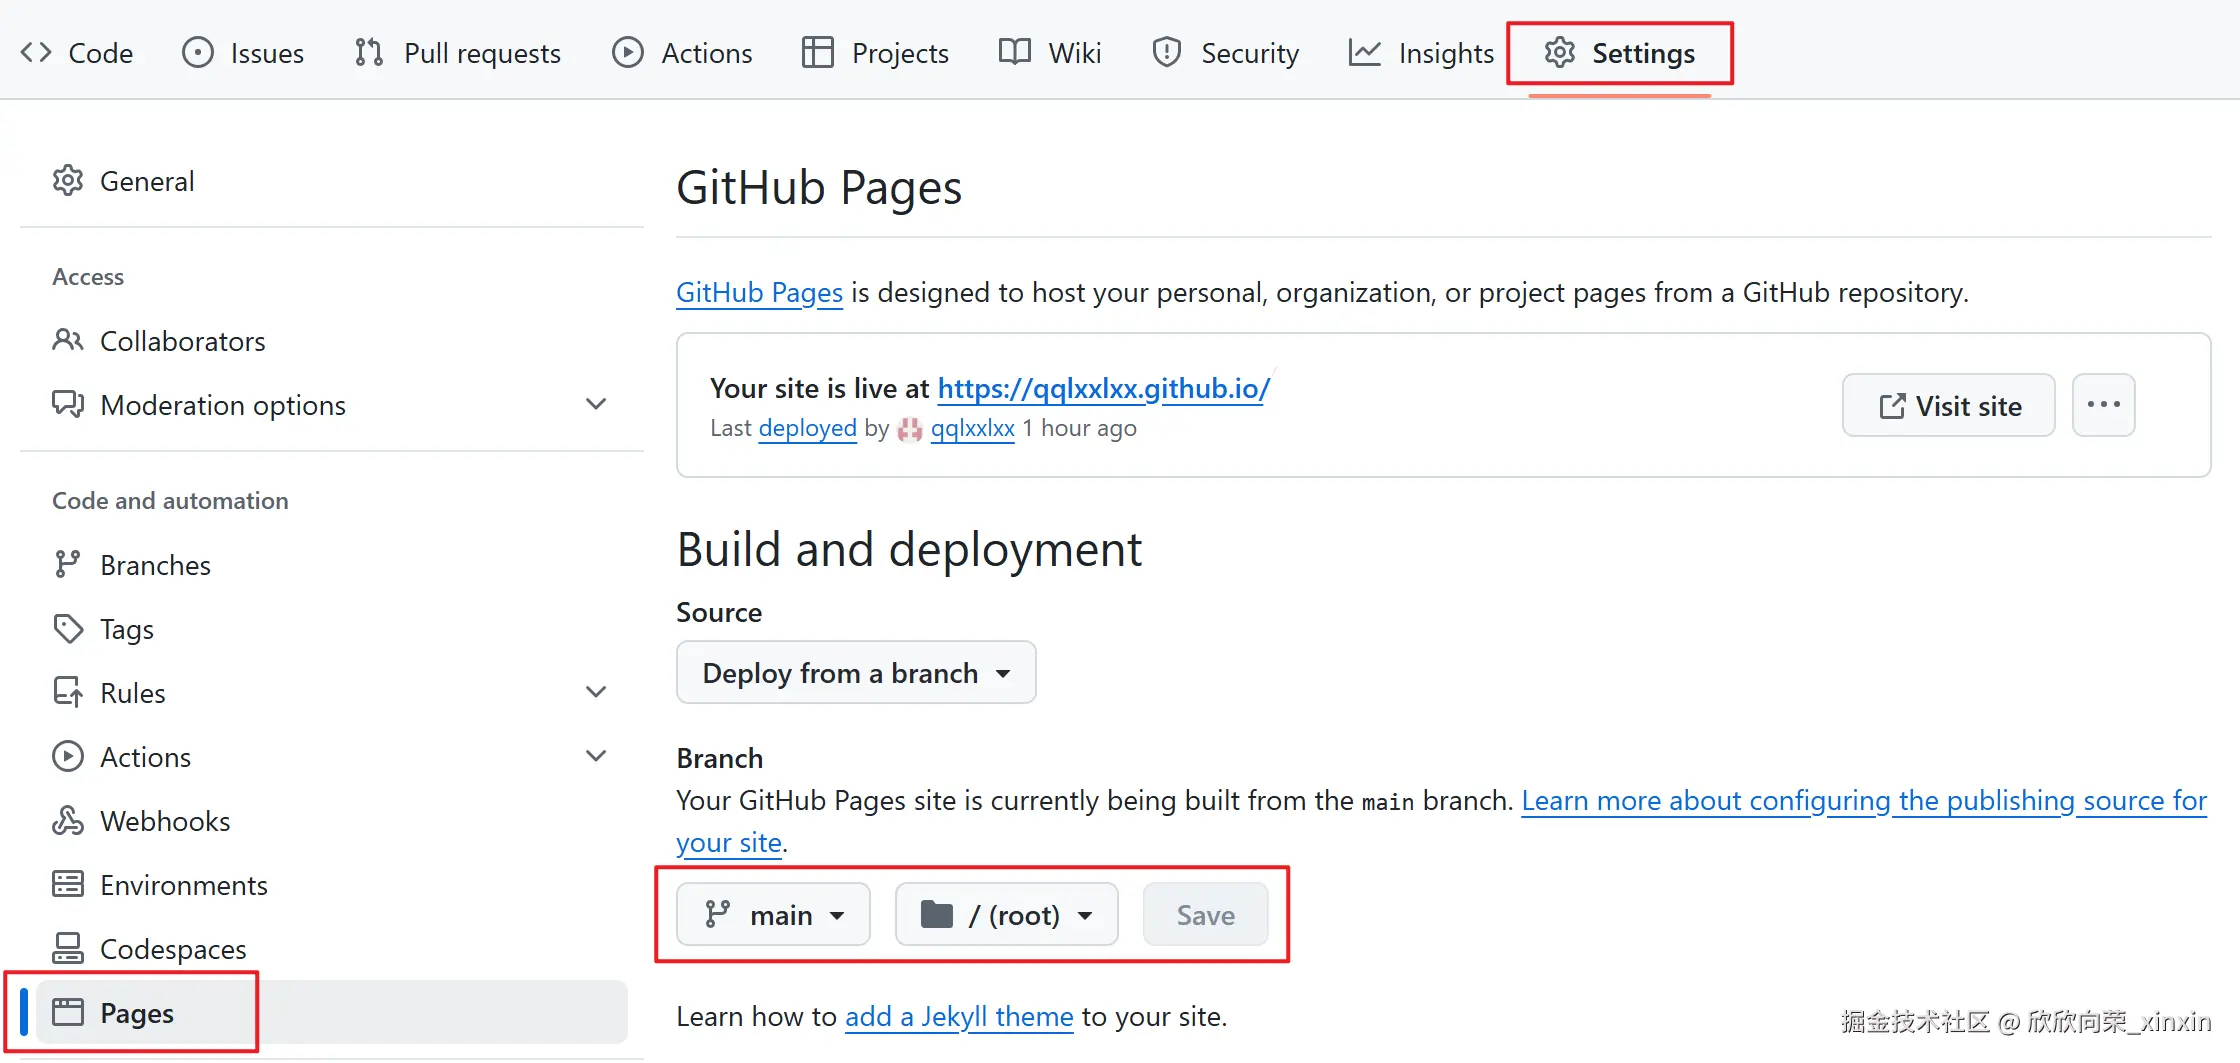 Code Issues Pull requests Actions Projects Wiki Security Insights Settings
General
Access
Collaborators
Moderation options
Code and automation
Branches
Tags
Rules
Actions
Webhooks
Environments
Codespaces
Pages
GitHub Pages
GitHub Pages is designed to host your personal, organization, or project pages from a GitHub repository.
Your site is live at https://qqlxxlxx.github.io/
Last deployed by qqlxxlxx 1 hour ago
Visit site
Build and deployment
Source
Deploy from a branch
Branch
Your GitHub Pages site is currently being built from the main branch. Learn more about configuring the publishing source for
your site.
main / (root) Save
Learn how to add a Jekyll theme to your site.
掘金技术社区 @ 欣欣向荣_xinxin